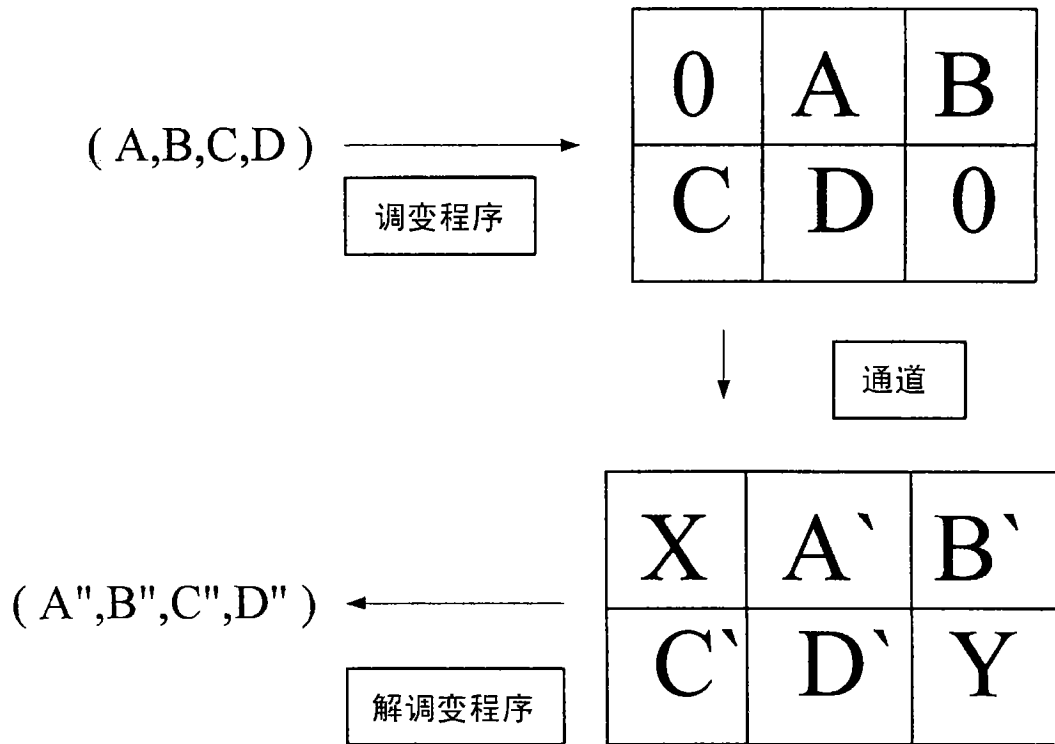 ( A,B,C,D )
调变程序
0 A B
C D 0
通道
X A` B`
C` D` Y
( A",B",C",D" )
解调变程序